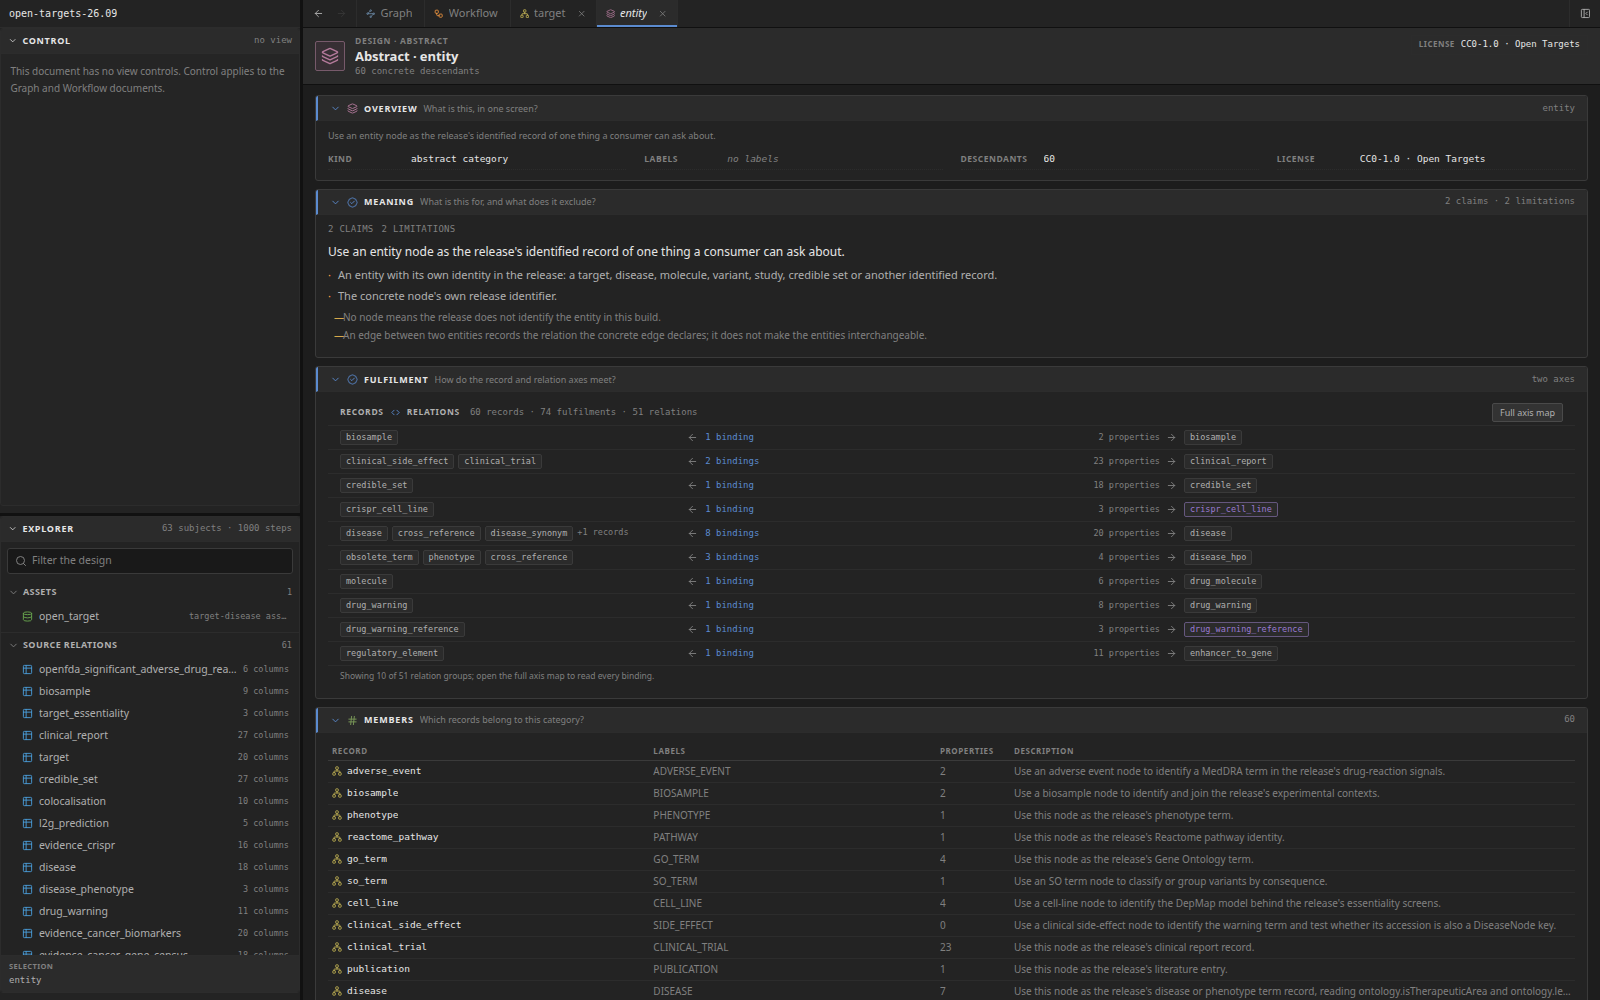 open-targets-26.09
Graph
Workflow
target
entity
CONTROL
no view
This document has no view controls. Control applies to the
Graph and Workflow documents.
DESIGN · ABSTRACT
Abstract · entity
60 concrete descendants
LICENSE CC0-1.0 · Open Targets
OVERVIEW What is this, in one screen?
entity
Use an entity node as the release's identified record of one thing a consumer can ask about.
KIND abstract category
LABELS no labels
DESCENDANTS 60
LICENSE CC0-1.0 · Open Targets
MEANING What is this for, and what does it exclude?
2 claims · 2 limitations
2 CLAIMS 2 LIMITATIONS
Use an entity node as the release's identified record of one thing a consumer can ask about.
· An entity with its own identity in the release: a target, disease, molecule, variant, study, credible set or another identified record.
· The concrete node's own release identifier.
—No node means the release does not identify the entity in this build.
—An edge between two entities records the relation the concrete edge declares; it does not make the entities interchangeable.
FULFILMENT How do the record and relation axes meet?
two axes
RECORDS <> RELATIONS 60 records · 74 fulfilments · 51 relations
Full axis map
biosample ← 1 binding 2 properties → biosample
clinical_side_effect clinical_trial ← 2 bindings 23 properties → clinical_report
credible_set ← 1 binding 18 properties → credible_set
crispr_cell_line ← 1 binding 3 properties → crispr_cell_line
disease cross_reference disease_synonym +1 records ← 8 bindings 20 properties → disease
obsolete_term phenotype cross_reference ← 3 bindings 4 properties → disease_hpo
molecule ← 1 binding 6 properties → drug_molecule
drug_warning ← 1 binding 8 properties → drug_warning
drug_warning_reference ← 1 binding 3 properties → drug_warning_reference
regulatory_element ← 1 binding 11 properties → enhancer_to_gene
Showing 10 of 51 relation groups; open the full axis map to read every binding.
MEMBERS Which records belong to this category?
60
RECORD LABELS PROPERTIES DESCRIPTION
adverse_event ADVERSE_EVENT 2 Use an adverse event node to identify a MedDRA term in the release's drug-reaction signals.
biosample BIOSAMPLE 2 Use a biosample node to identify and join the release's experimental contexts.
phenotype PHENOTYPE 1 Use this node as the release's phenotype term.
reactome_pathway PATHWAY 1 Use this node as the release's Reactome pathway identity.
go_term GO_TERM 4 Use this node as the release's Gene Ontology term.
so_term SO_TERM 1 Use an SO term node to classify or group variants by consequence.
cell_line CELL_LINE 4 Use a cell-line node to identify the DepMap model behind the release's essentiality screens.
clinical_side_effect SIDE_EFFECT 0 Use a clinical side-effect node to identify the warning term and test whether its accession is also a DiseaseNode key.
clinical_trial CLINICAL_TRIAL 23 Use this node as the release's clinical report record.
publication PUBLICATION 1 Use this node as the release's literature entry.
disease DISEASE 7 Use this node as the release's disease or phenotype term record, reading ontology.isTherapeuticArea and ontology.le...
EXPLORER
63 subjects · 1000 steps
Filter the design
ASSETS 1
open_target target-disease ass…
SOURCE RELATIONS 61
openfda_significant_adverse_drug_rea… 6 columns
biosample 9 columns
target_essentiality 3 columns
clinical_report 27 columns
target 20 columns
credible_set 27 columns
colocalisation 10 columns
l2g_prediction 5 columns
evidence_crispr 16 columns
disease 18 columns
disease_phenotype 3 columns
drug_warning 11 columns
evidence_cancer_biomarkers 20 columns
evidence_cancer_gene_census 18 columns
SELECTION
entity